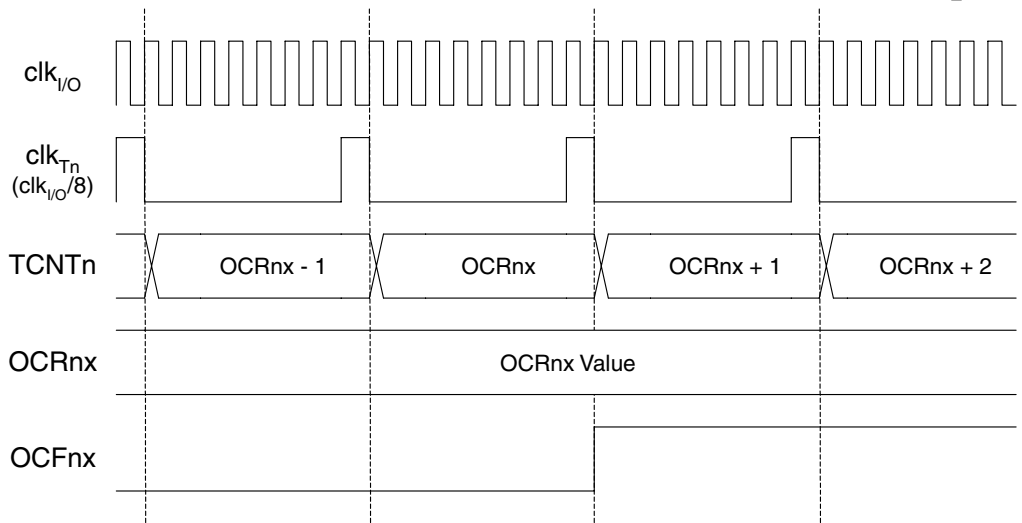 clkI/O
clkTn
(clkI/O/8)
TCNTn
OCRnx - 1
OCRnx
OCRnx + 1
OCRnx + 2
OCRnx
OCRnx Value
OCFnx